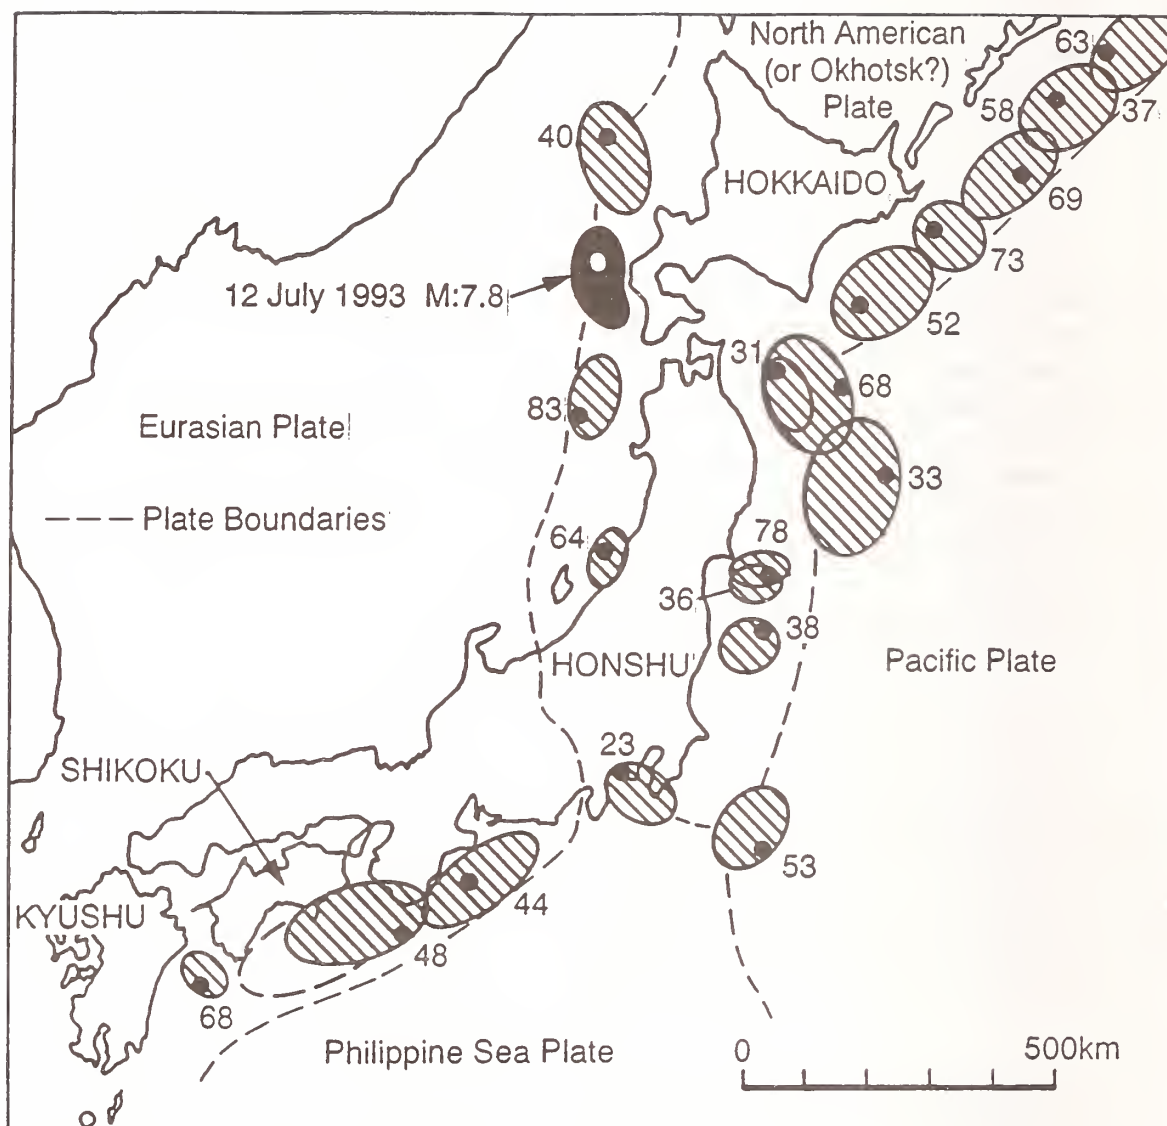 North American
(or Okhotsk?)
Plate
63
58
37
40
HOKKAIDO
69
73
12 July 1993 M:7.8
52
31
68
83
Eurasian Plate
33
---- Plate Boundaries
64
78
36
38
HONSHU
Pacific Plate
23
SHIKOKU
53
44
KYUSHU
48
68
Philippine Sea Plate
0 500km